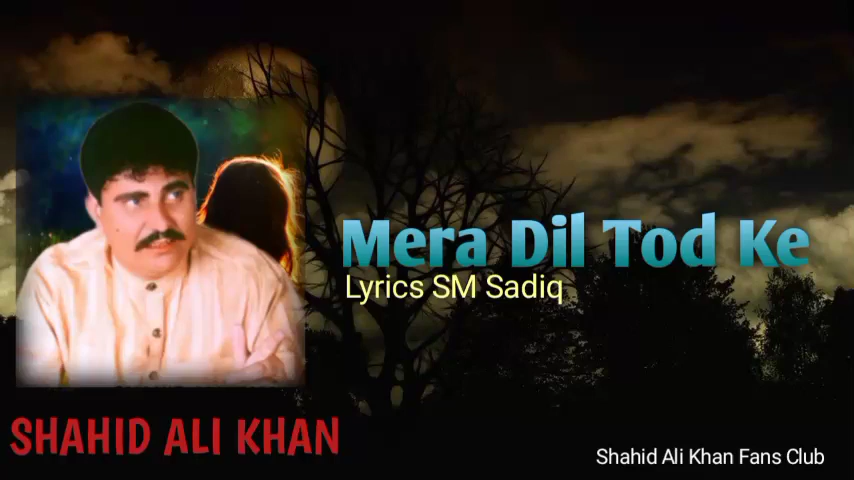 Mera Dil Tod Ke
Lyrics SM Sadiq
SHAHID ALI KHAN
Shahid Ali Khan Fans Club